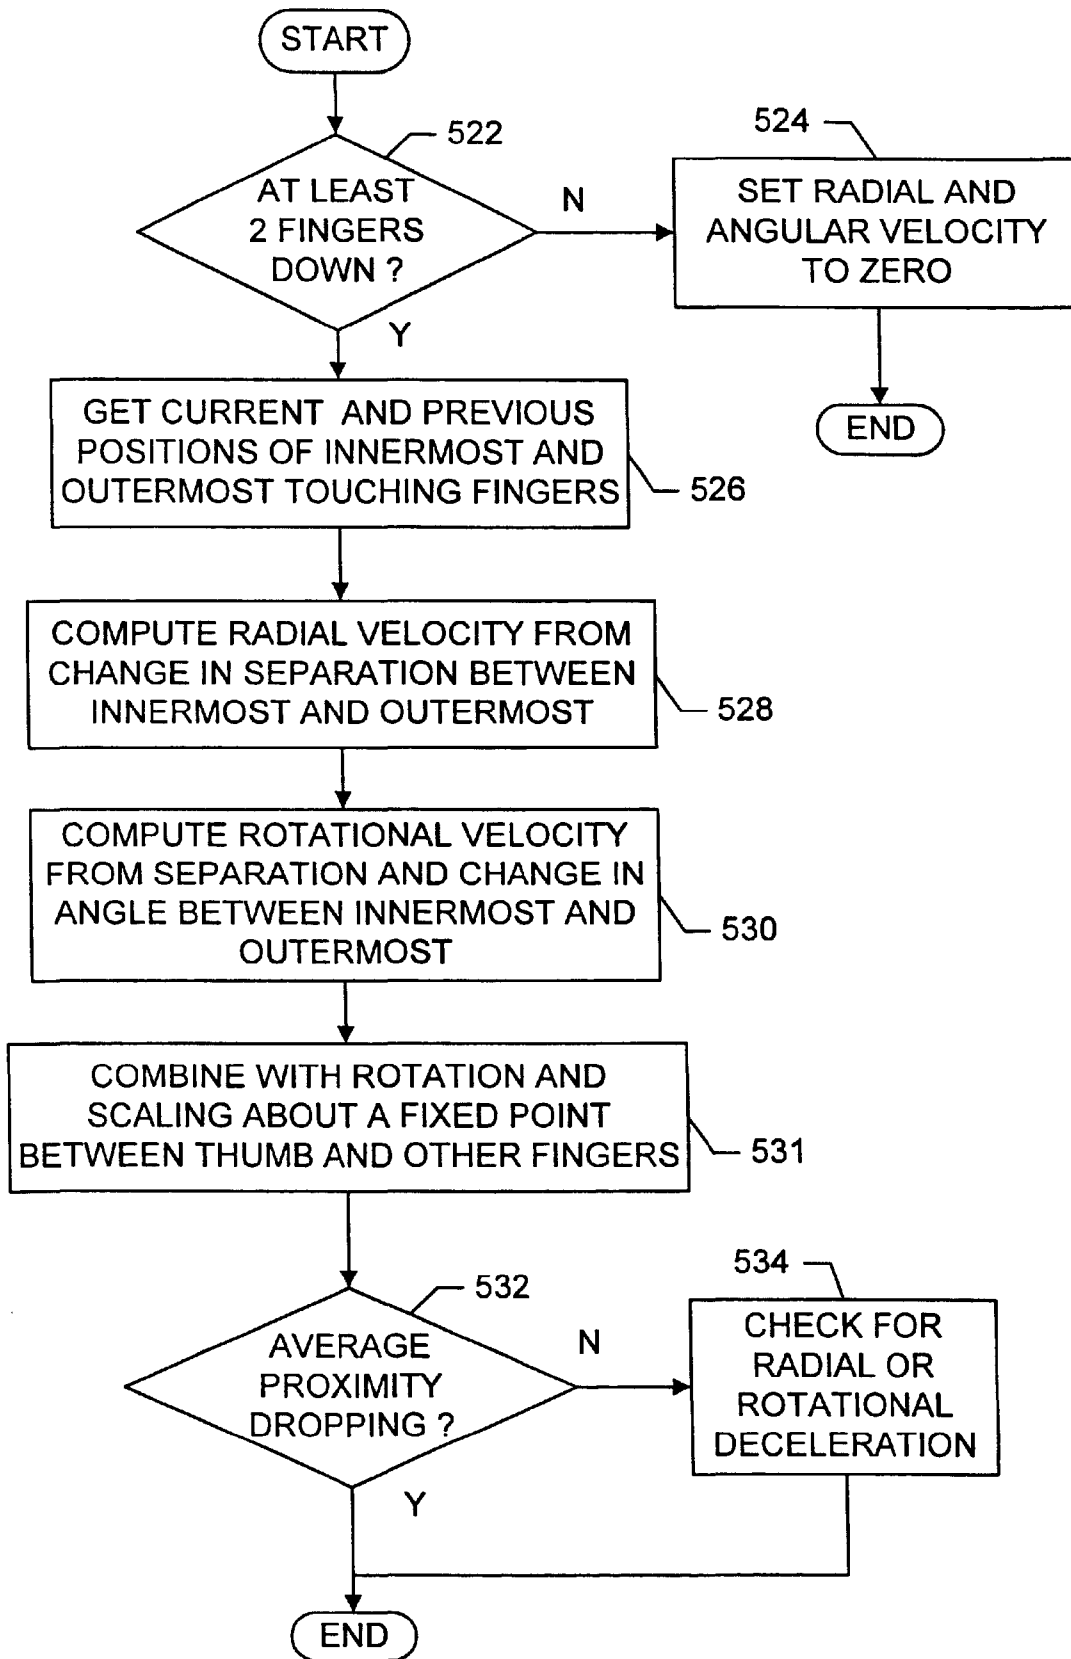 START
522
AT LEAST
2 FINGERS
DOWN ?
N
524
SET RADIAL AND
ANGULAR VELOCITY
TO ZERO
END
Y
GET CURRENT AND PREVIOUS
POSITIONS OF INNERMOST AND
OUTERMOST TOUCHING FINGERS
526
COMPUTE RADIAL VELOCITY FROM
CHANGE IN SEPARATION BETWEEN
INNERMOST AND OUTERMOST
528
COMPUTE ROTATIONAL VELOCITY
FROM SEPARATION AND CHANGE IN
ANGLE BETWEEN INNERMOST AND
OUTERMOST
530
COMBINE WITH ROTATION AND
SCALING ABOUT A FIXED POINT
BETWEEN THUMB AND OTHER FINGERS
531
532
AVERAGE
PROXIMITY
DROPPING ?
N
534
CHECK FOR
RADIAL OR
ROTATIONAL
DECELERATION
Y
END